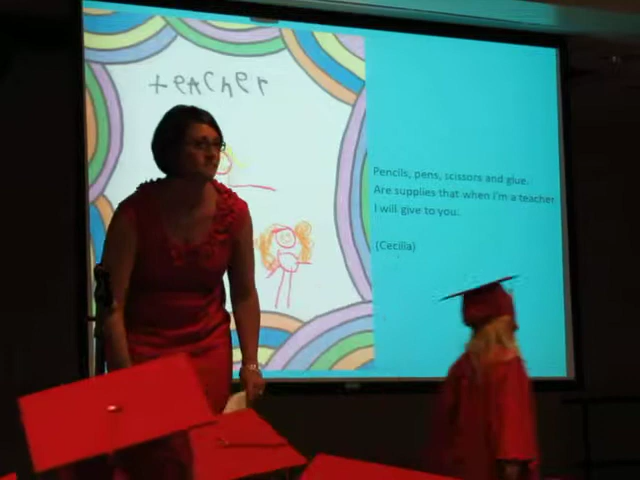 teacher
Pencils, pens, scissors and glue.
Are supplies that when I'm a teacher
I will give to you.
(Cecilia)